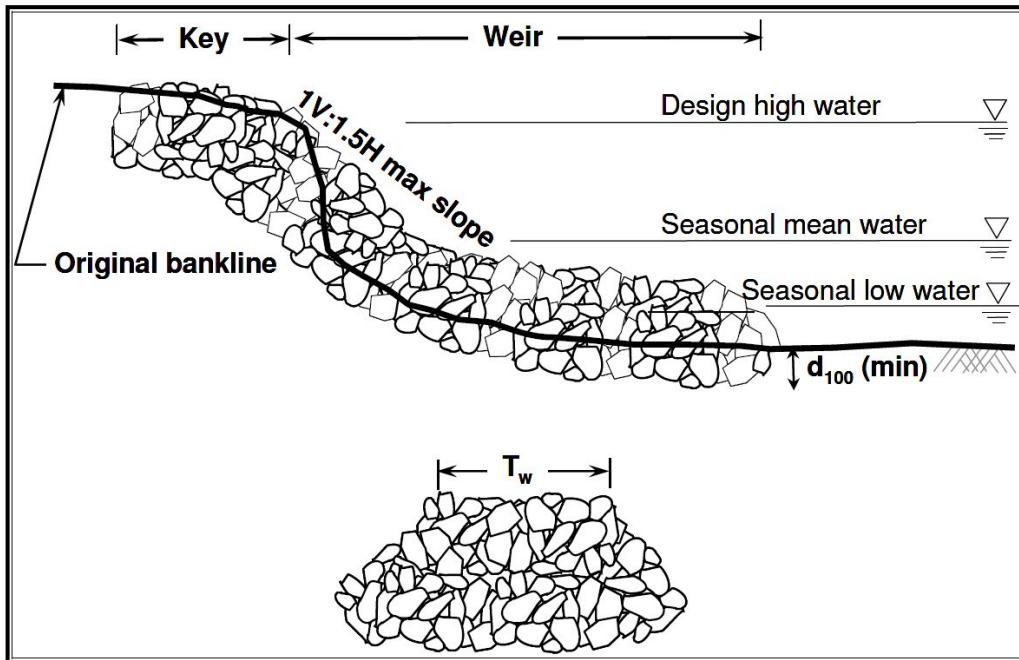 Key
Weir
1V:1.5H max slope
Design high water
Seasonal mean water
Original bankline
Seasonal low water
d₁₀₀ (min)
T_w